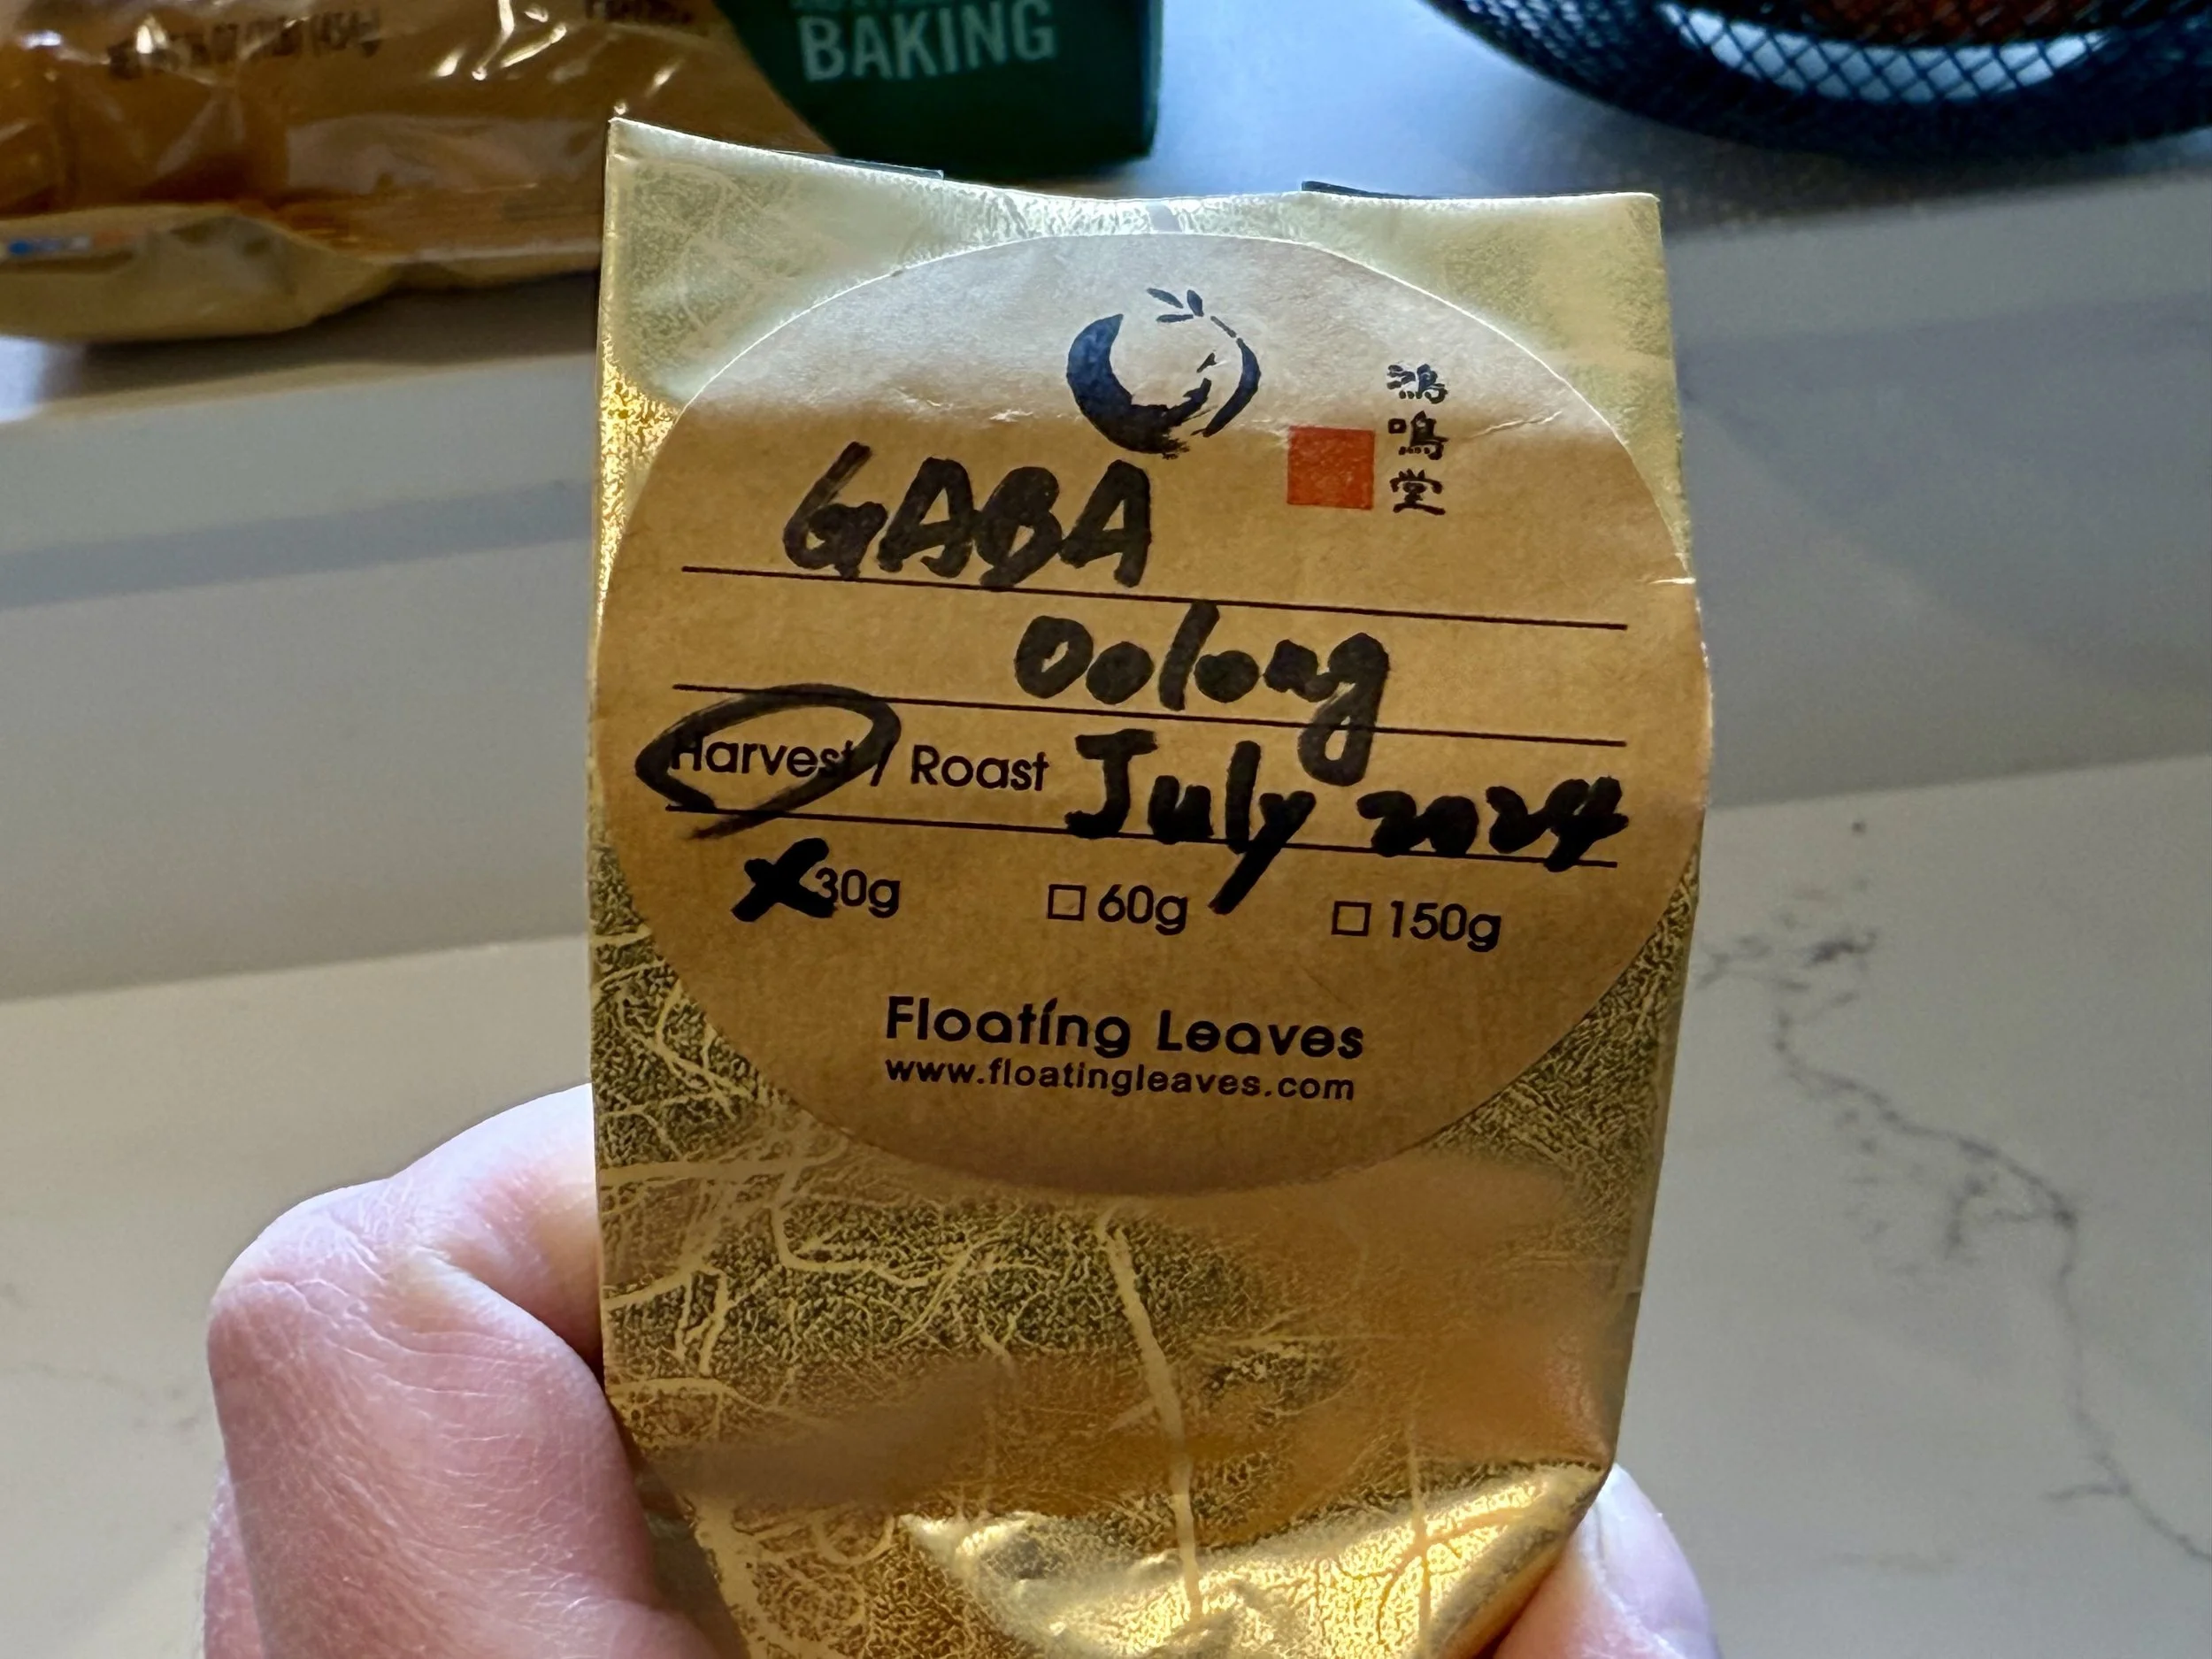 BAKING
鴻鳴堂
GABA
Oolong
Harvest / Roast July 2024
30g □ 60g □ 150g
Floating Leaves
www.floatingleaves.com